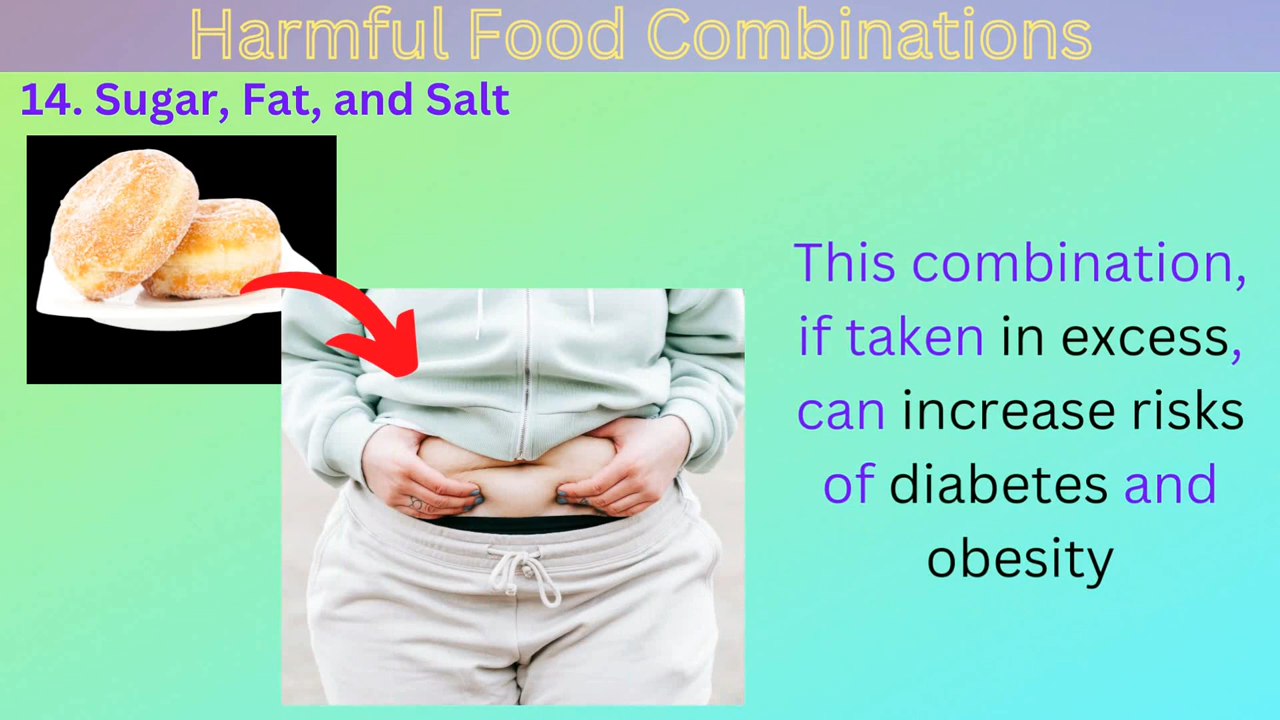 Harmful Food Combinations
14. Sugar, Fat, and Salt
This combination,
if taken in excess,
can increase risks
of diabetes and
obesity